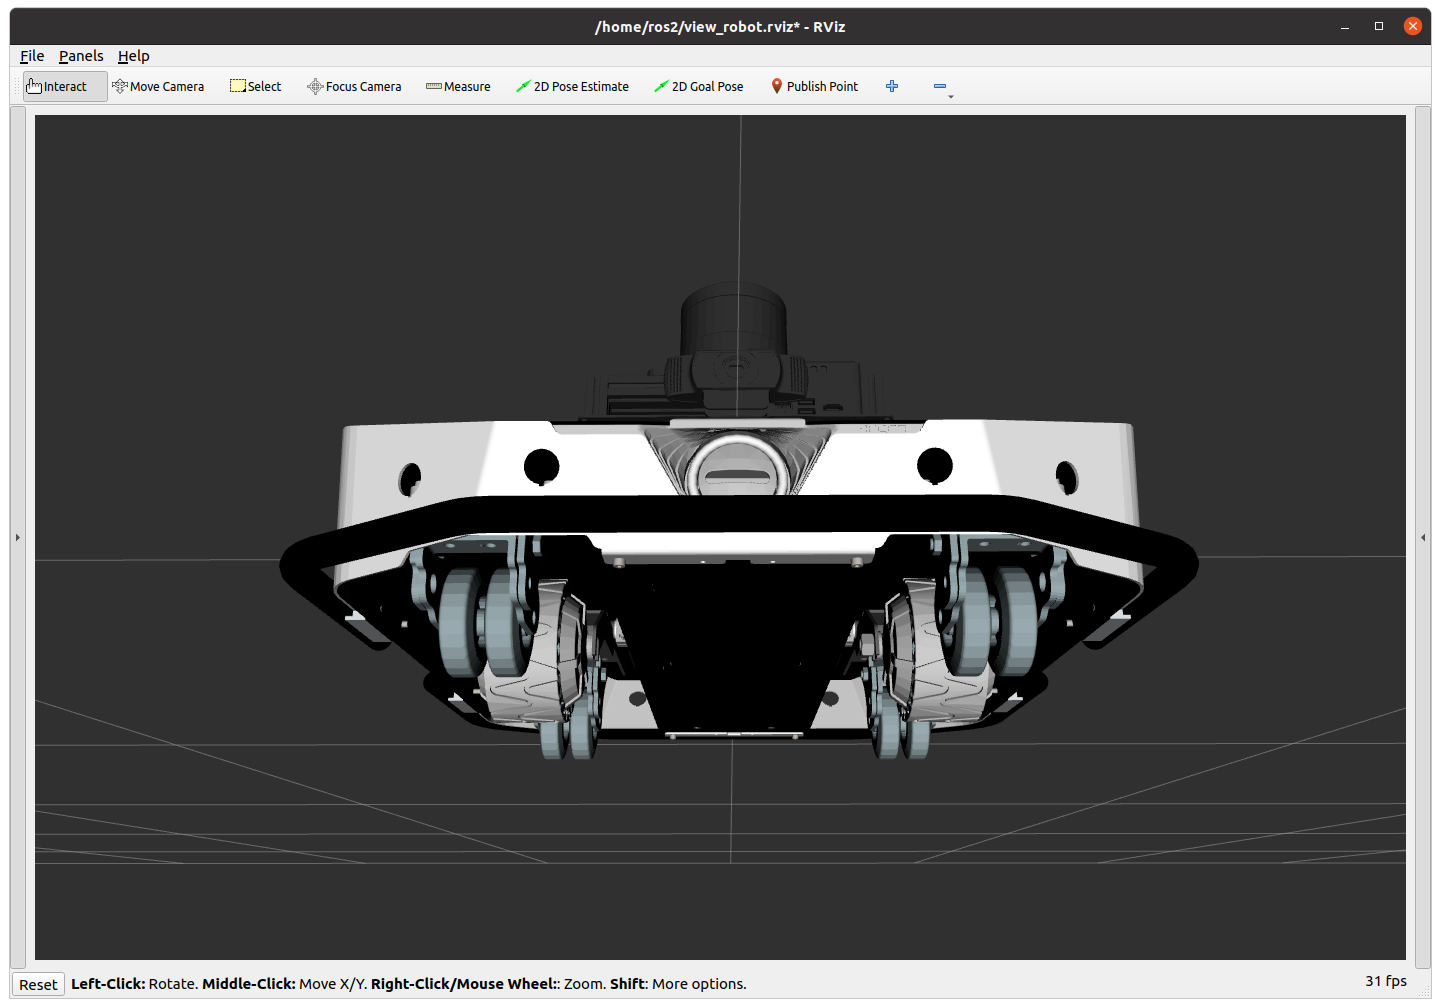 /home/ros2/view_robot.rviz* - RViz
File Panels Help
Interact Move Camera Select Focus Camera Measure 2D Pose Estimate 2D Goal Pose Publish Point
Reset Left-Click: Rotate. Middle-Click: Move X/Y. Right-Click/Mouse Wheel:: Zoom. Shift: More options. 31 fps